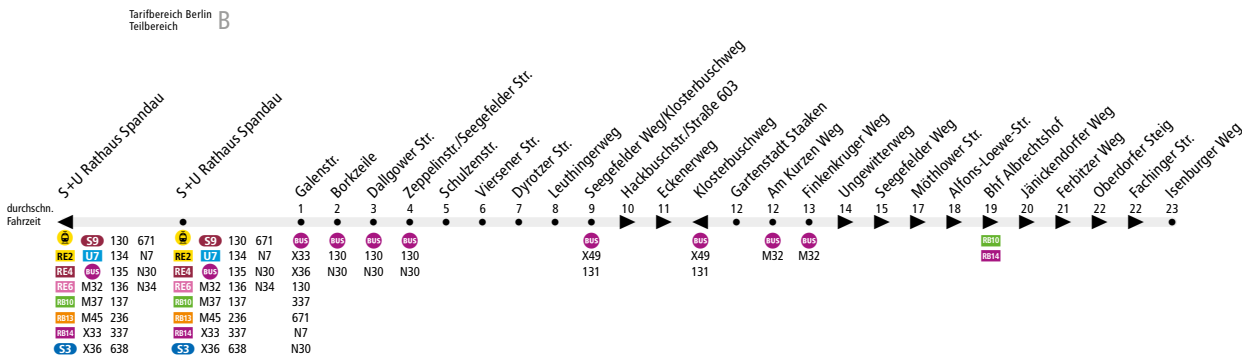 Tarifbereich Berlin B
Teilbereich
S+U Rathaus Spandau
S+U Rathaus Spandau
Galenstr.
Borkzeile
Dallgower Str.
Zeppelinstr./Seegefelder Str.
Schulzenstr.
Viersener Str.
Dyrotzer Str.
Leuthingerweg
Seegefelder Weg/Klosterbuschweg
Hackbuschstr./Straße 603
Eckenerweg
Klosterbuschweg
Gartenstadt Staaken
Am Kurzen Weg
Finkenkruger Weg
Ungewitterweg
Seegefelder Weg
Möthlower Str.
Alfons-Loewe-Str.
Bhf Albrechtshof
Jänickendorfer Weg
Ferbitzer Weg
Oberdorfer Steig
Fachinger Str.
Isenburger Weg
durchschn. 1 2 3 4 5 6 7 8 9 10 11 12 12 13 14 15 17 18 19 20 21 22 22 23
Fahrzeit
S9 130 671 S9 130 671 BUS BUS BUS BUS BUS BUS BUS BUS RB10
RE2 U7 134 N7 RE2 U7 134 N7 X33 130 130 130 X49 X49 M32 M32 RB14
RE4 BUS 135 N30 RE4 BUS 135 N30 X36 N30 N30 N30 131 131
RE6 M32 136 N34 RE6 M32 136 N34 130
RB10 M37 137 RB10 M37 137 337
RB13 M45 236 RB13 M45 236 671
RB14 X33 337 RB14 X33 337 N7
S3 X36 638 S3 X36 638 N30